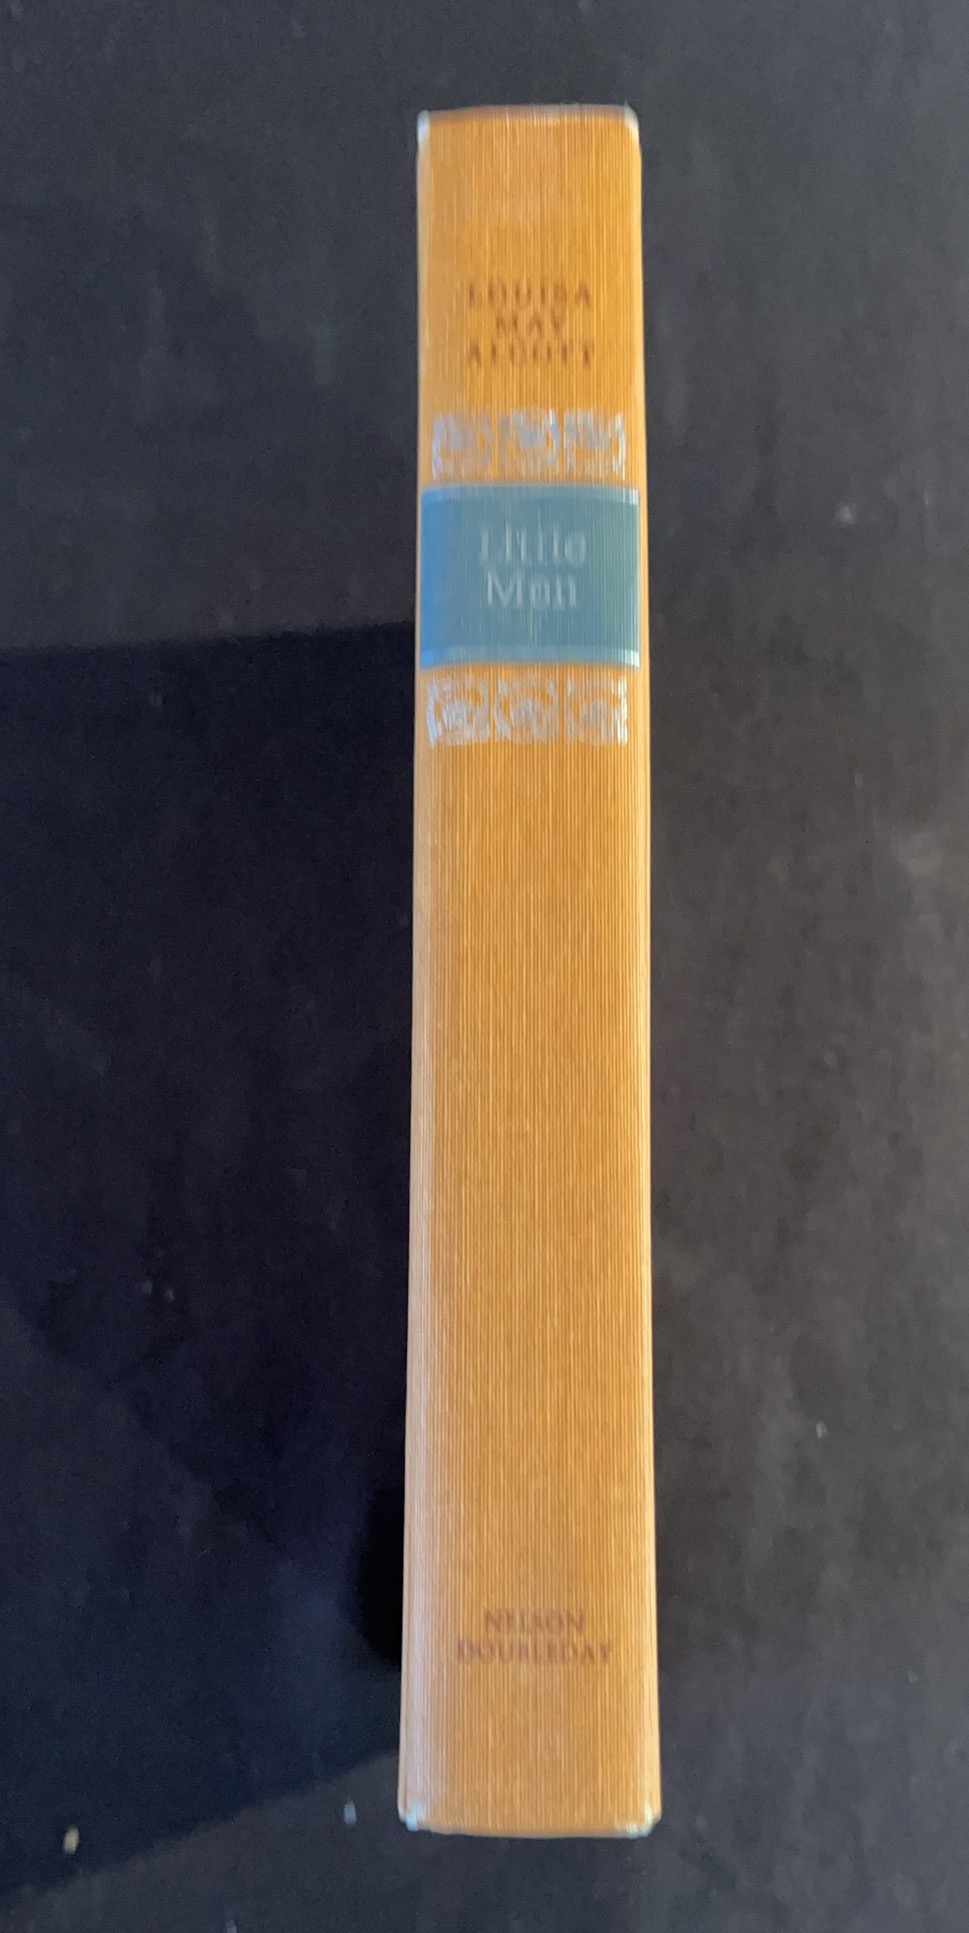 LOUISA
MAY
ALCOTT
Little
Men
NELSON
DOUBLEDAY